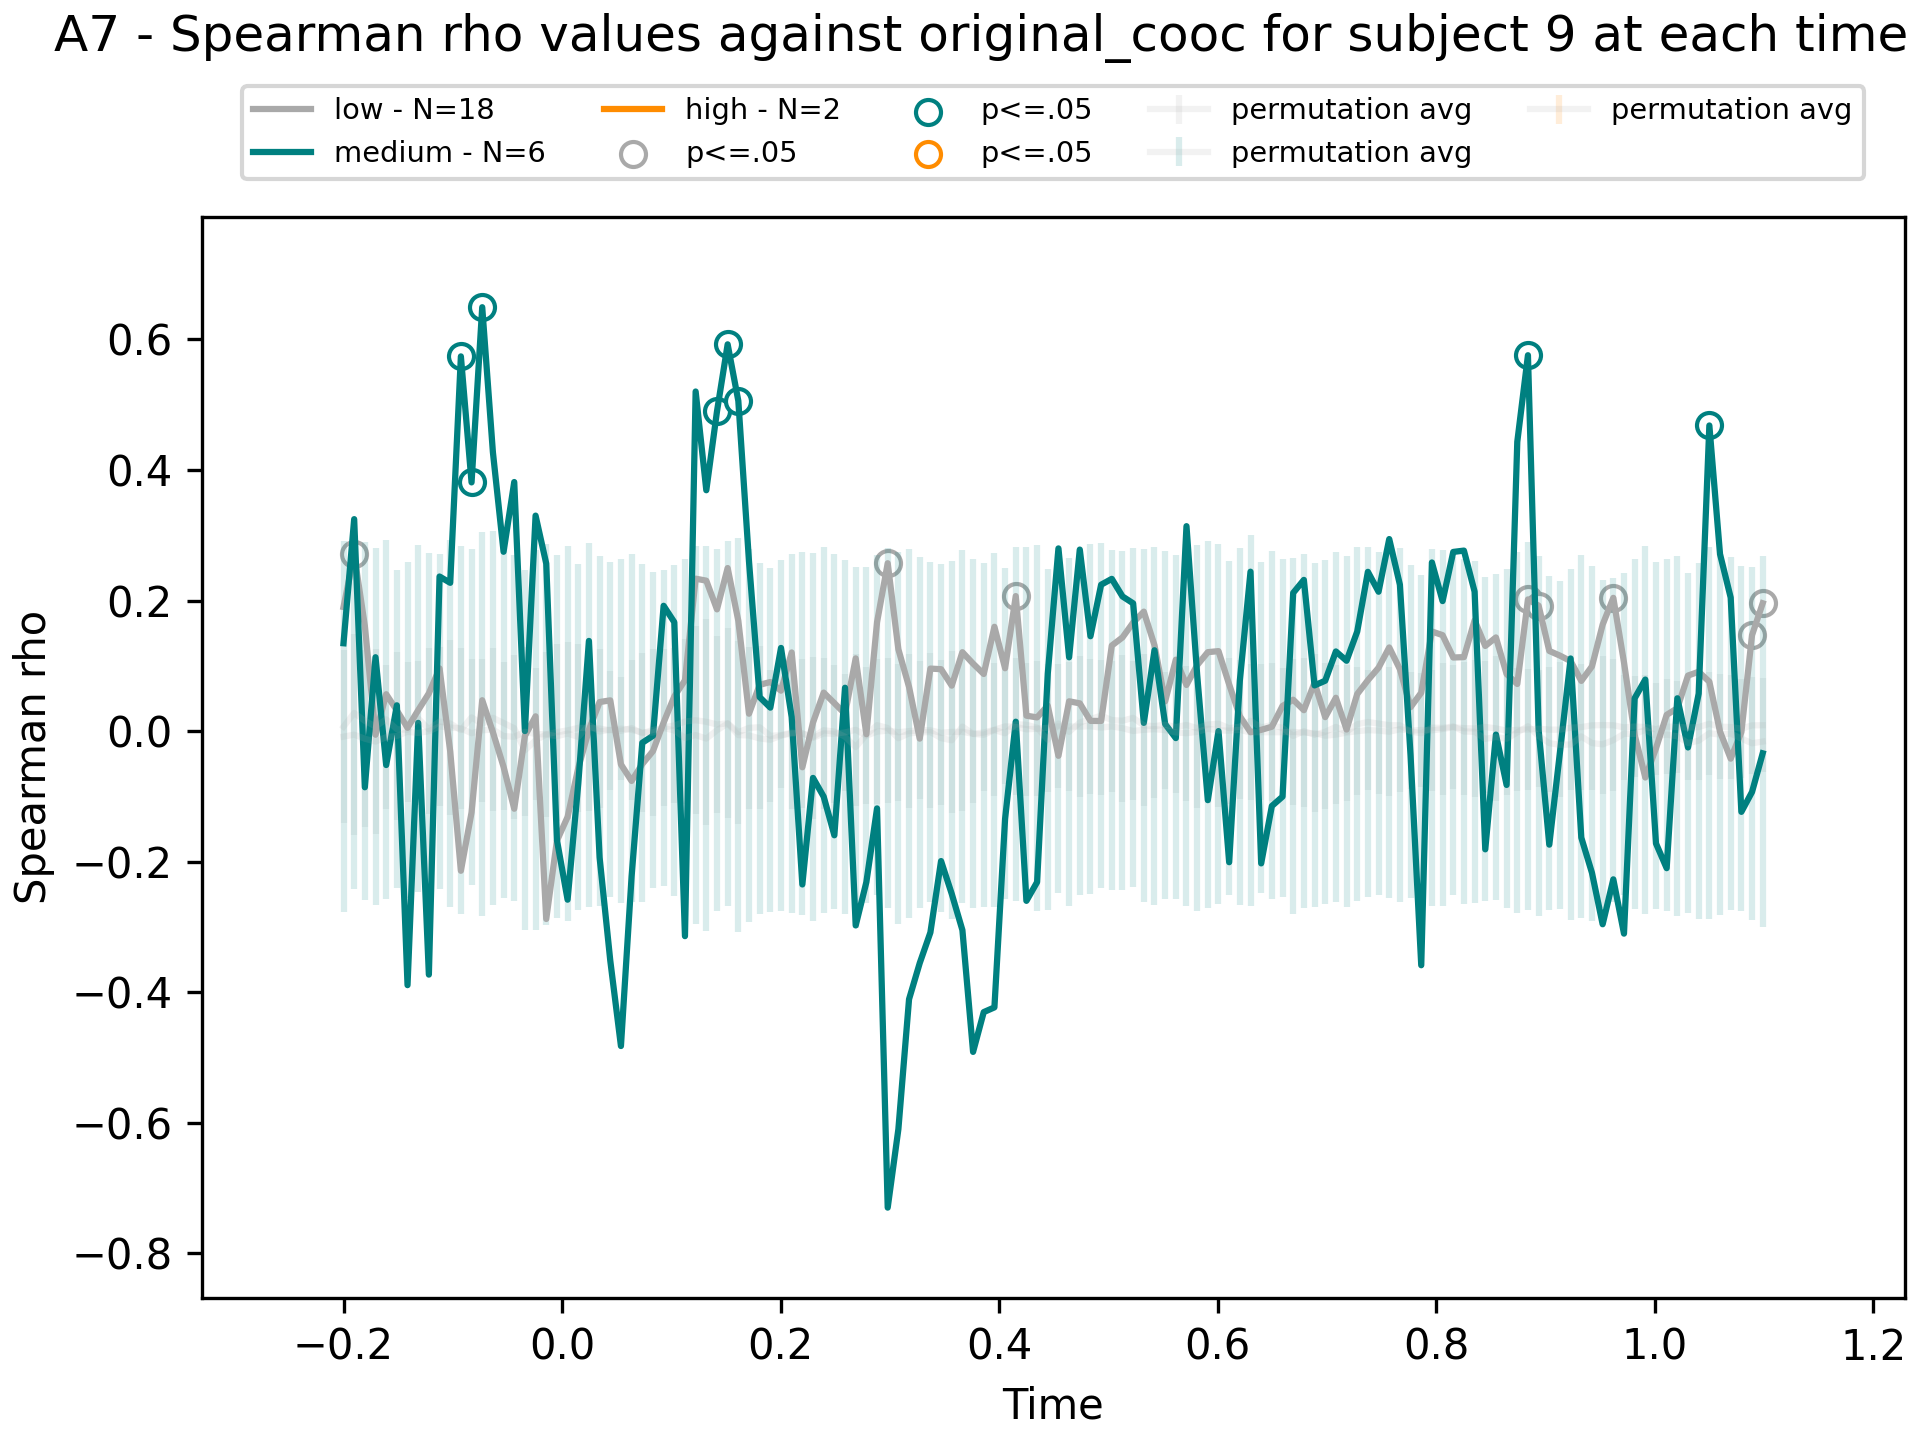 A7 - Spearman rho values against original_cooc for subject 9 at each time
low - N=18
medium - N=6
high - N=2
p<=.05
p<=.05
p<=.05
permutation avg
permutation avg
permutation avg
Spearman rho
0.6
0.4
0.2
0.0
−0.2
−0.4
−0.6
−0.8
−0.2 0.0 0.2 0.4 0.6 0.8 1.0 1.2
Time